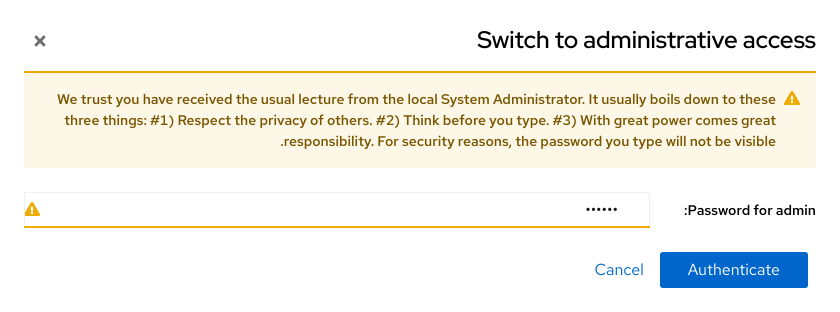 Switch to administrative access
We trust you have received the usual lecture from the local System Administrator. It usually boils down to these
three things: #1) Respect the privacy of others. #2) Think before you type. #3) With great power comes great
.responsibility. For security reasons, the password you type will not be visible
:Password for admin
••••••
Authenticate
Cancel